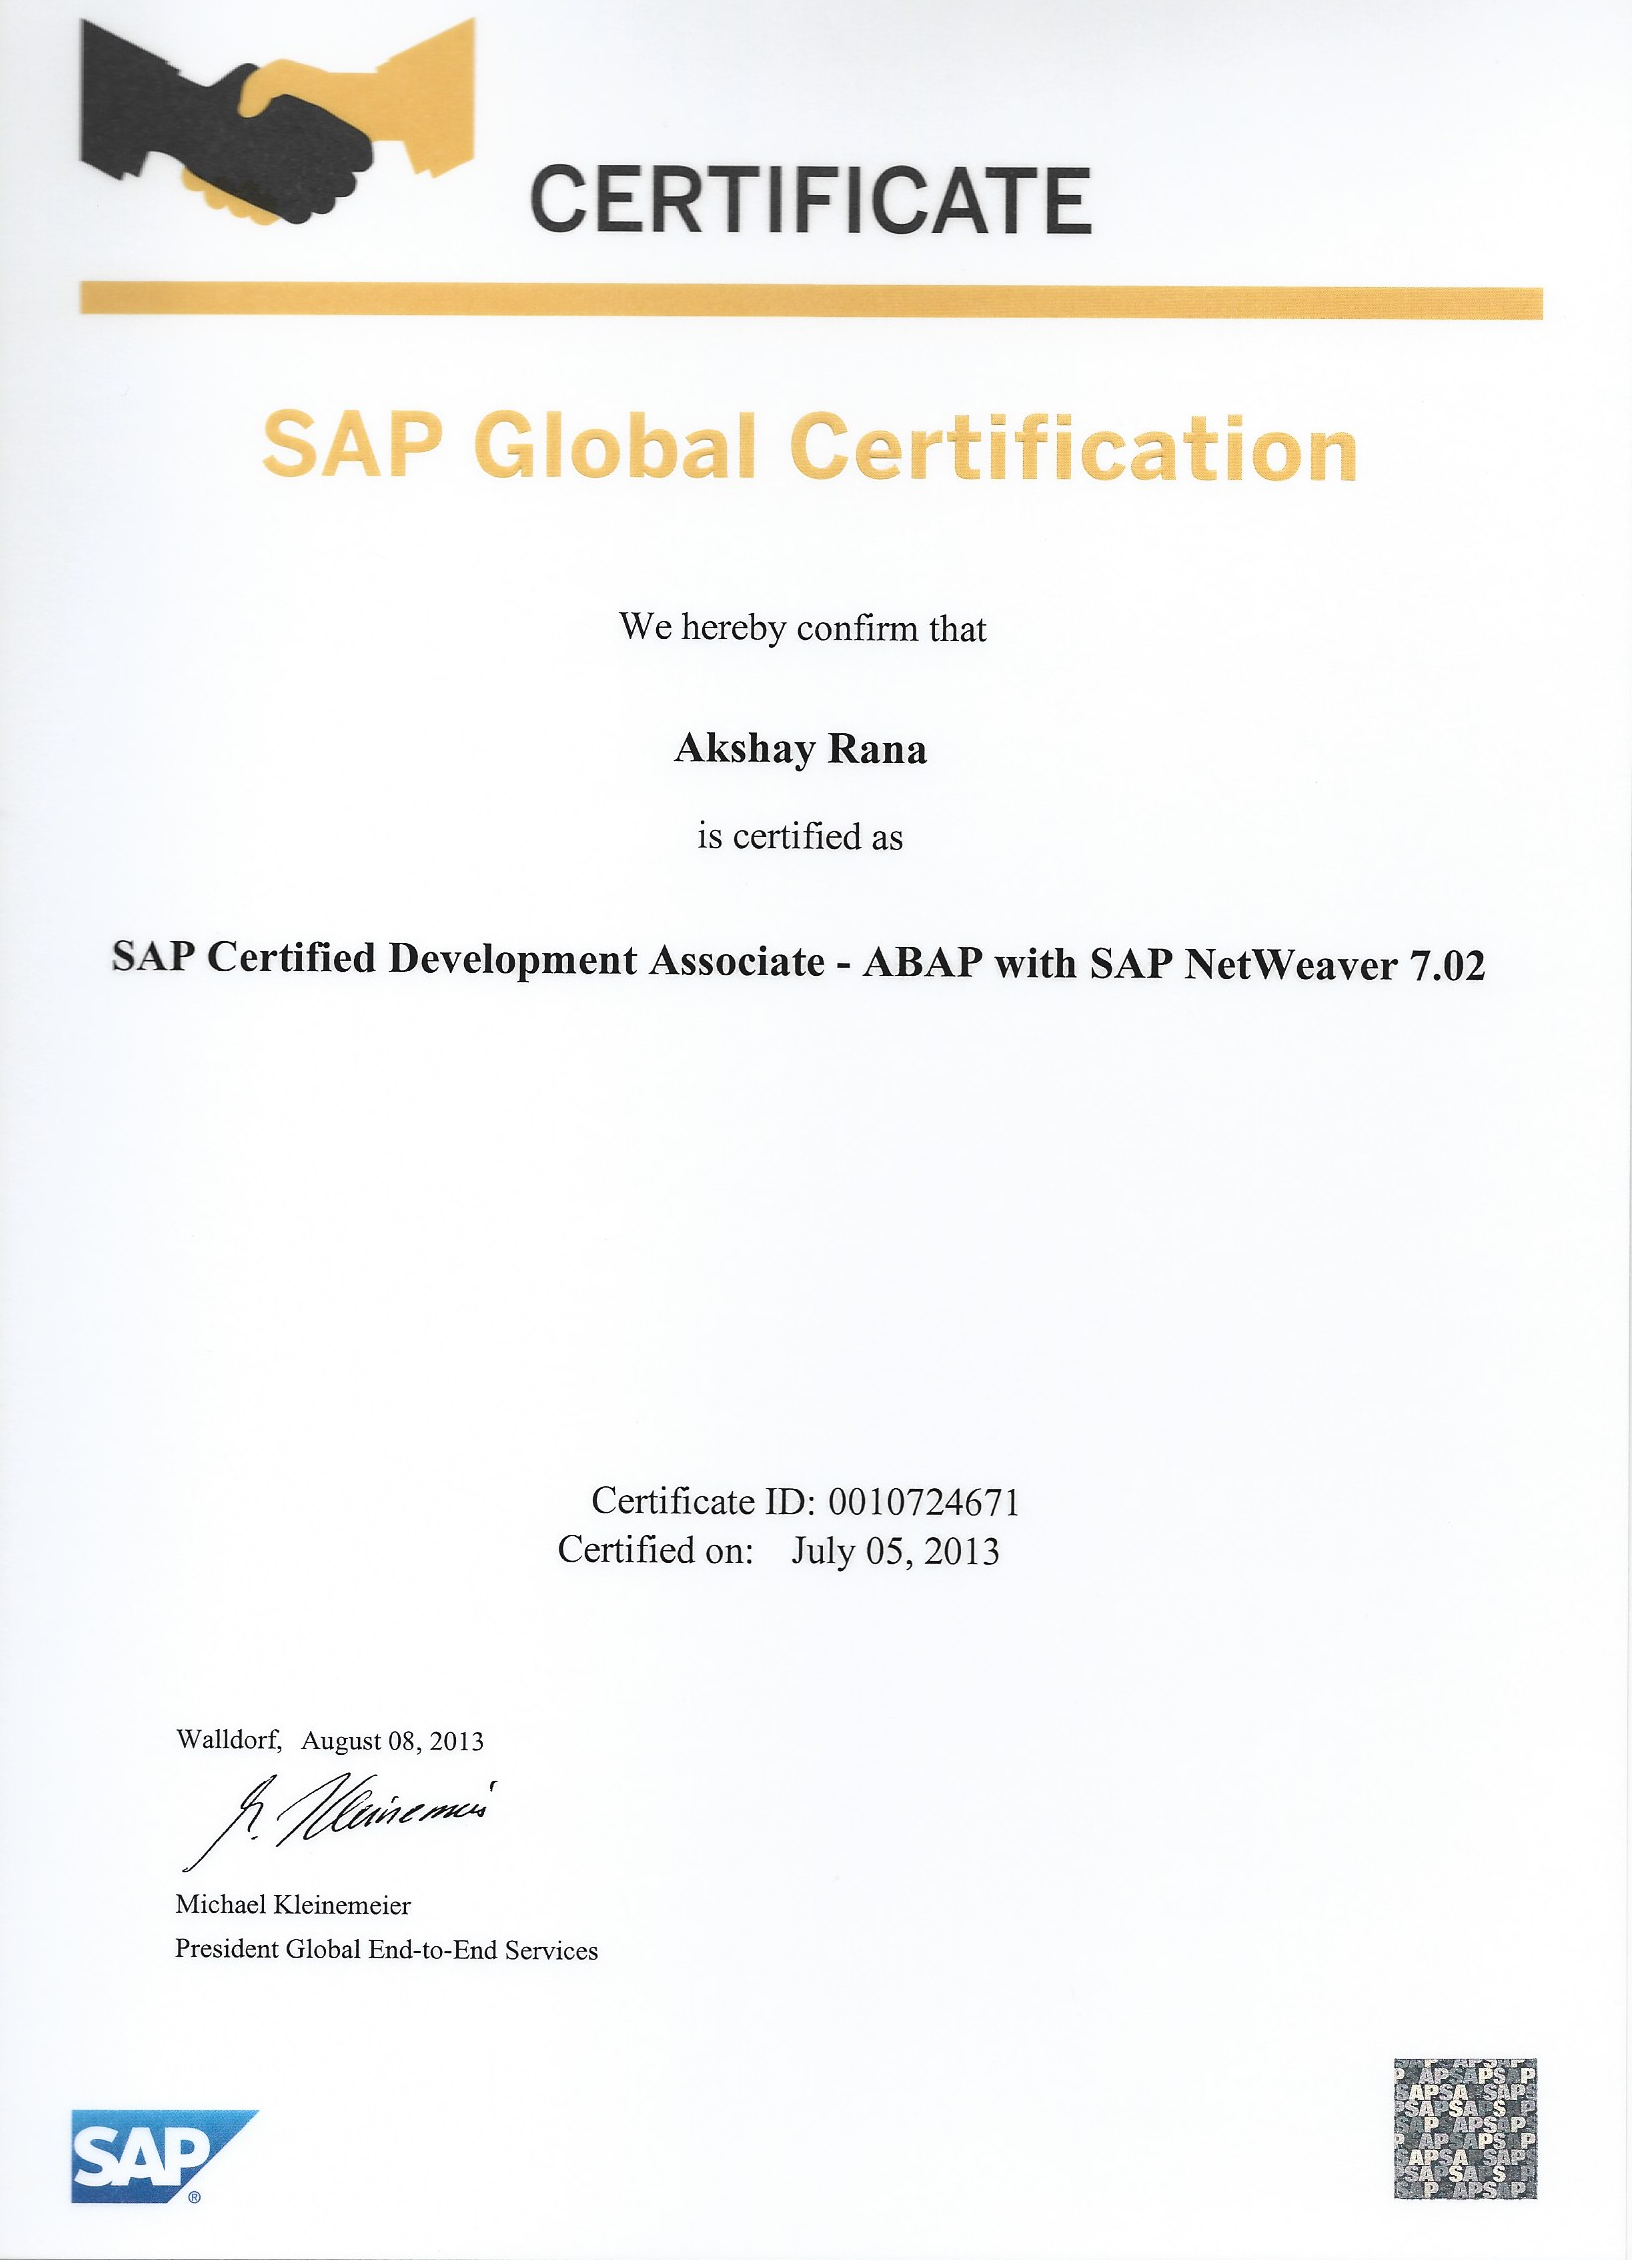 CERTIFICATE
SAP Global Certification
We hereby confirm that
Akshay Rana
is certified as
SAP Certified Development Associate - ABAP with SAP NetWeaver 7.02
Certificate ID: 0010724671
Certified on: July 05, 2013
Walldorf, August 08, 2013
Michael Kleinemeier
President Global End-to-End Services
SAP ®